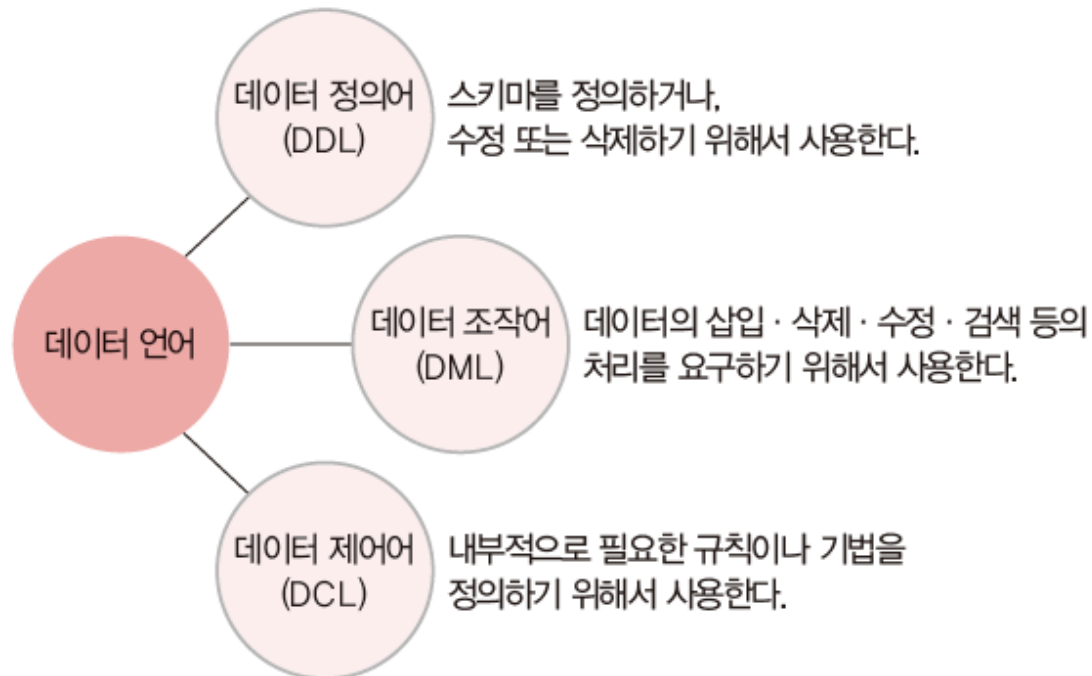 데이터 정의어
(DDL)
스키마를 정의하거나,
수정 또는 삭제하기 위해서 사용한다.
데이터 언어
데이터 조작어
(DML)
데이터의 삽입 · 삭제 · 수정 · 검색 등의
처리를 요구하기 위해서 사용한다.
데이터 제어어
(DCL)
내부적으로 필요한 규칙이나 기법을
정의하기 위해서 사용한다.